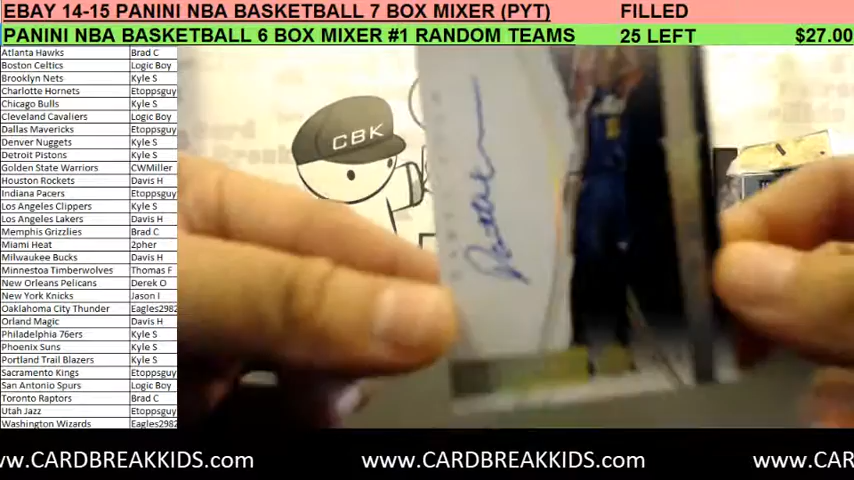 EBAY 14-15 PANINI NBA BASKETBALL 7 BOX MIXER (PYT) FILLED
PANINI NBA BASKETBALL 6 BOX MIXER #1 RANDOM TEAMS 25 LEFT $27.00
Atlanta Hawks Brad C
Boston Celtics Logic Boy
Brooklyn Nets Kyle S
Charlotte Hornets Etoppsguy
Chicago Bulls Kyle S
Cleveland Cavaliers Logic Boy
Dallas Mavericks Etoppsguy
Denver Nuggets Kyle S
Detroit Pistons Kyle S
Golden State Warriors CWMiller
Houston Rockets Davis H
Indiana Pacers Etoppsguy
Los Angeles Clippers Kyle S
Los Angeles Lakers Davis H
Memphis Grizzlies Brad C
Miami Heat 2pher
Milwaukee Bucks Davis H
Minnestoa Timberwolves Thomas F
New Orleans Pelicans Derek O
New York Knicks Jason I
Oaklahoma City Thunder Eagles2982
Orland Magic Davis H
Philadelphia 76ers Kyle S
Phoenix Suns Kyle S
Portland Trail Blazers Kyle S
Sacramento Kings Etoppsguy
San Antonio Spurs Logic Boy
Toronto Raptors Brad C
Utah Jazz Etoppsguy
Washington Wizards Eagles2982
CBK
ww.CARDBREAKKIDS.com www.CARDBREAKKIDS.com www.CARDB